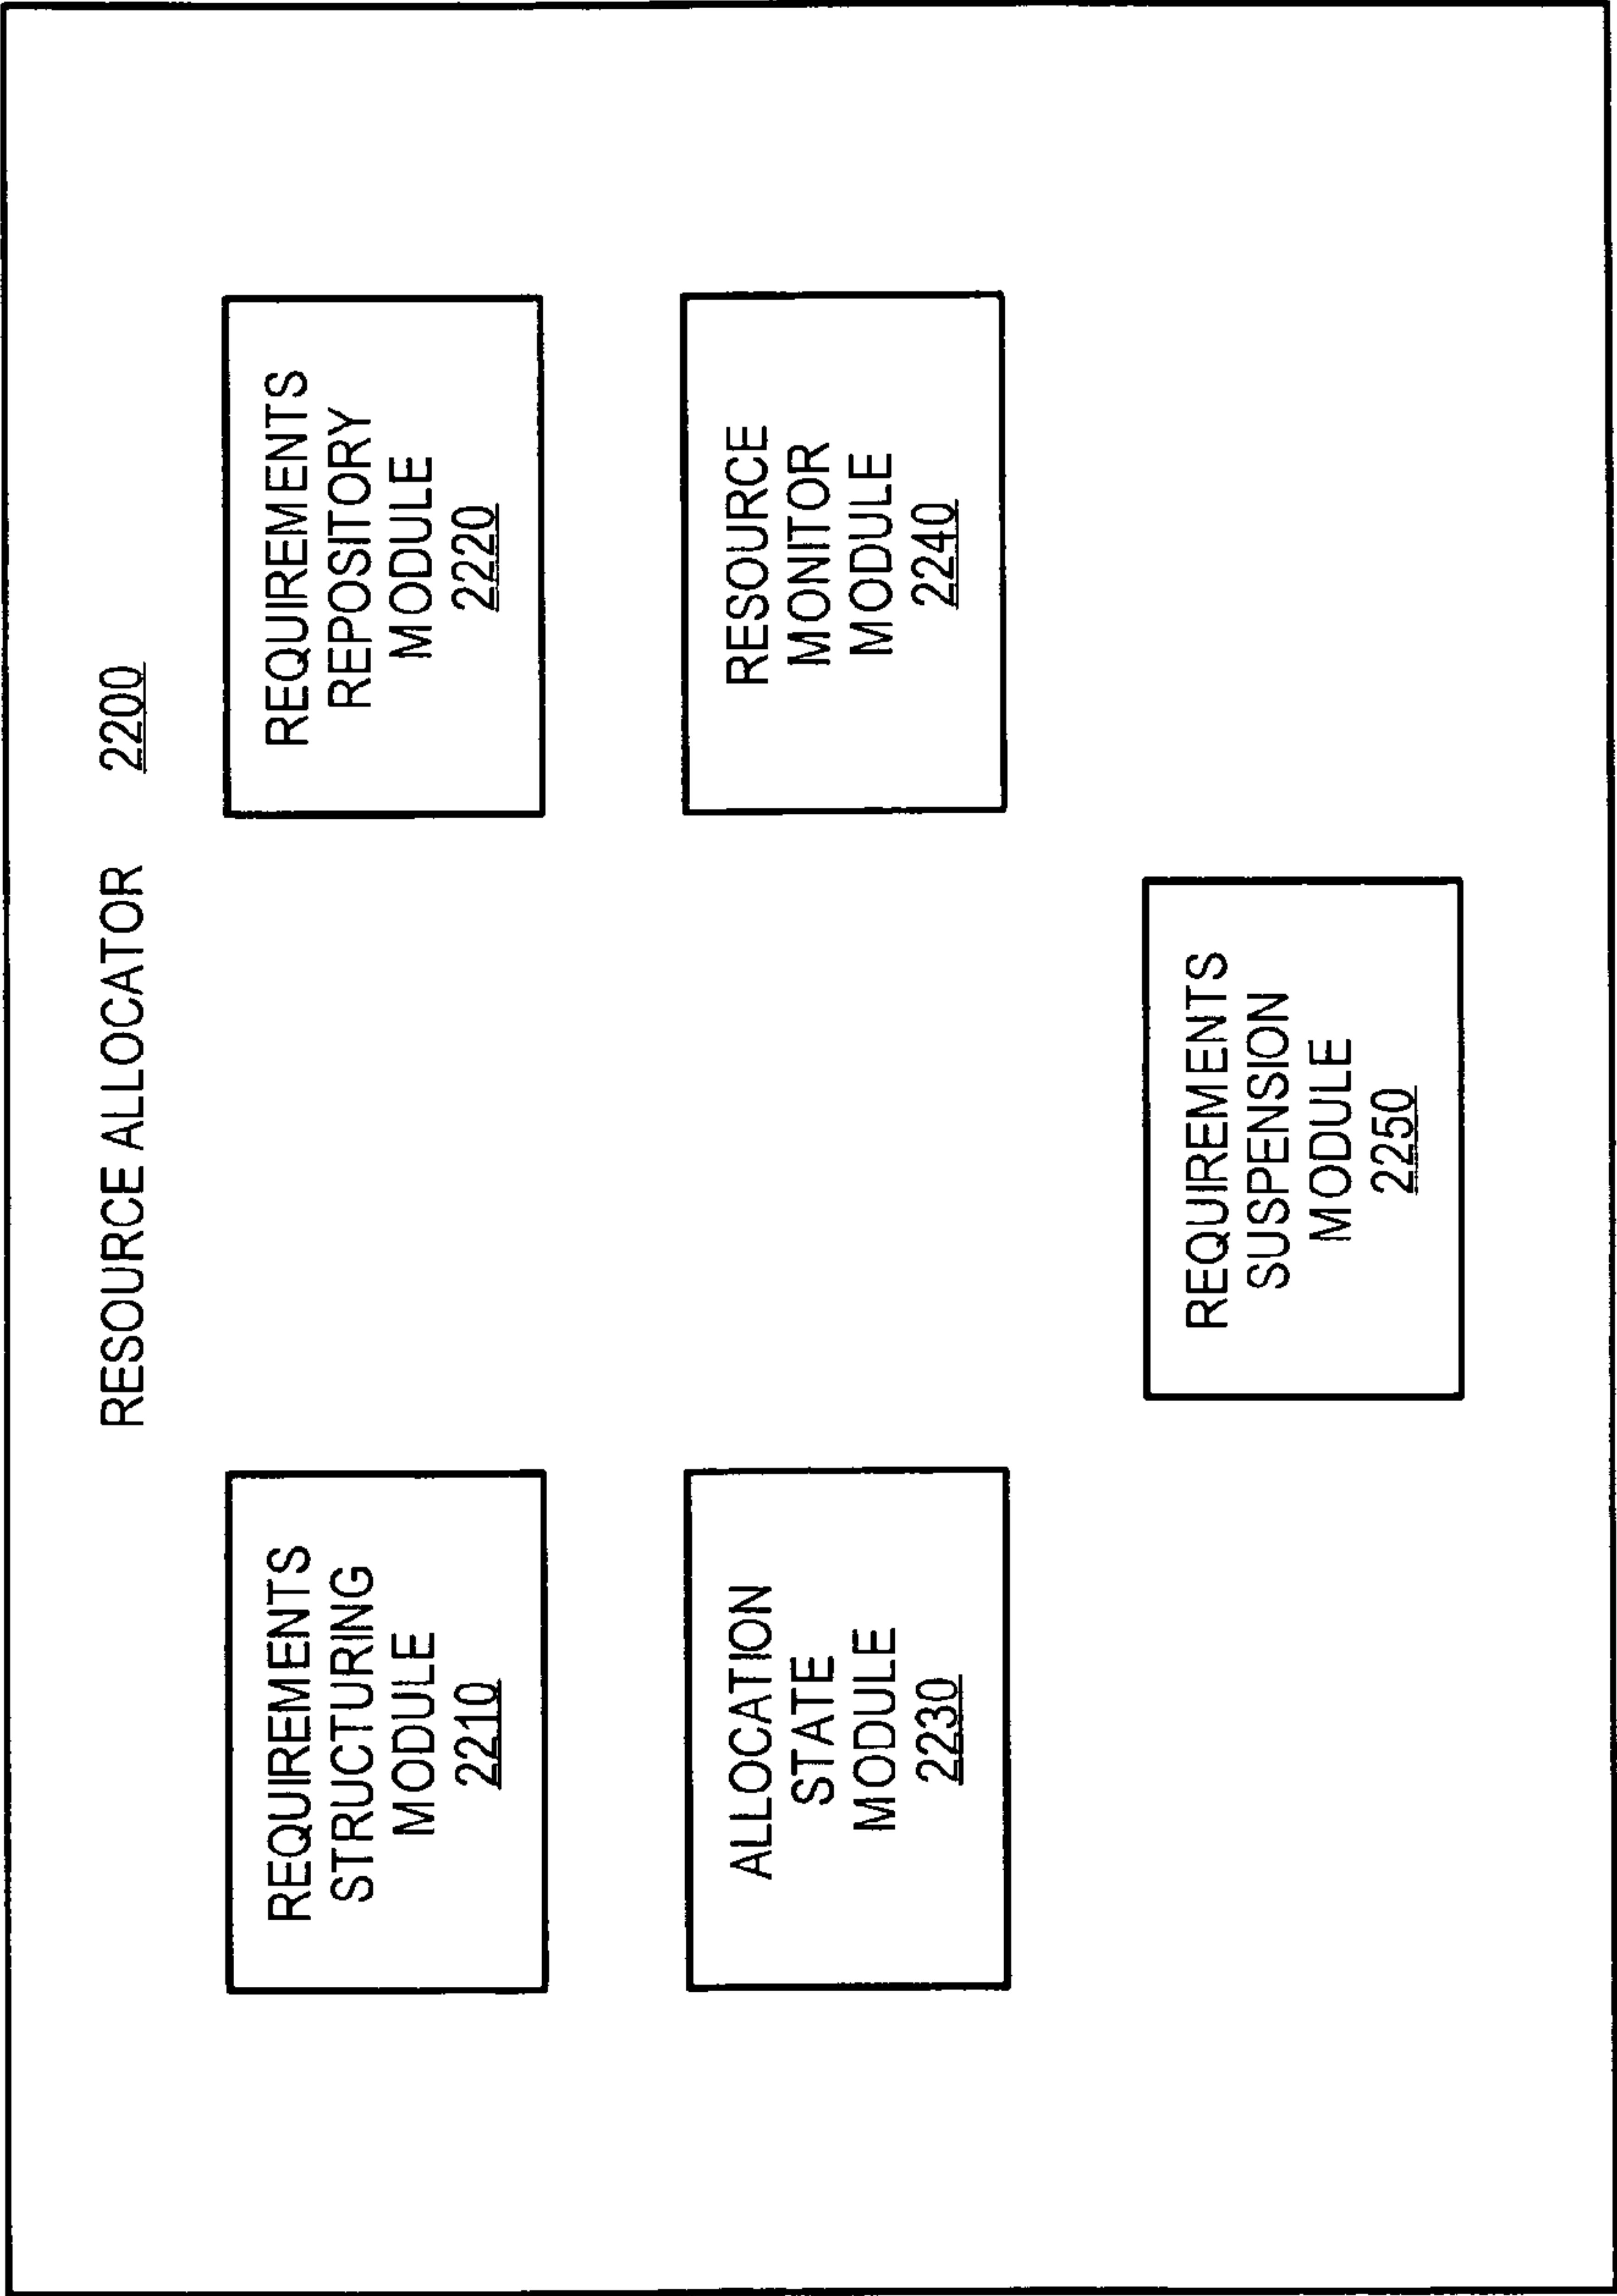 RESOURCE ALLOCATOR 2200
REQUIREMENTS
STRUCTURING
MODULE
2210
REQUIREMENTS
REPOSITORY
MODULE
2220
ALLOCATION
STATE
MODULE
2230
RESOURCE
MONITOR
MODULE
2240
REQUIREMENTS
SUSPENSION
MODULE
2250